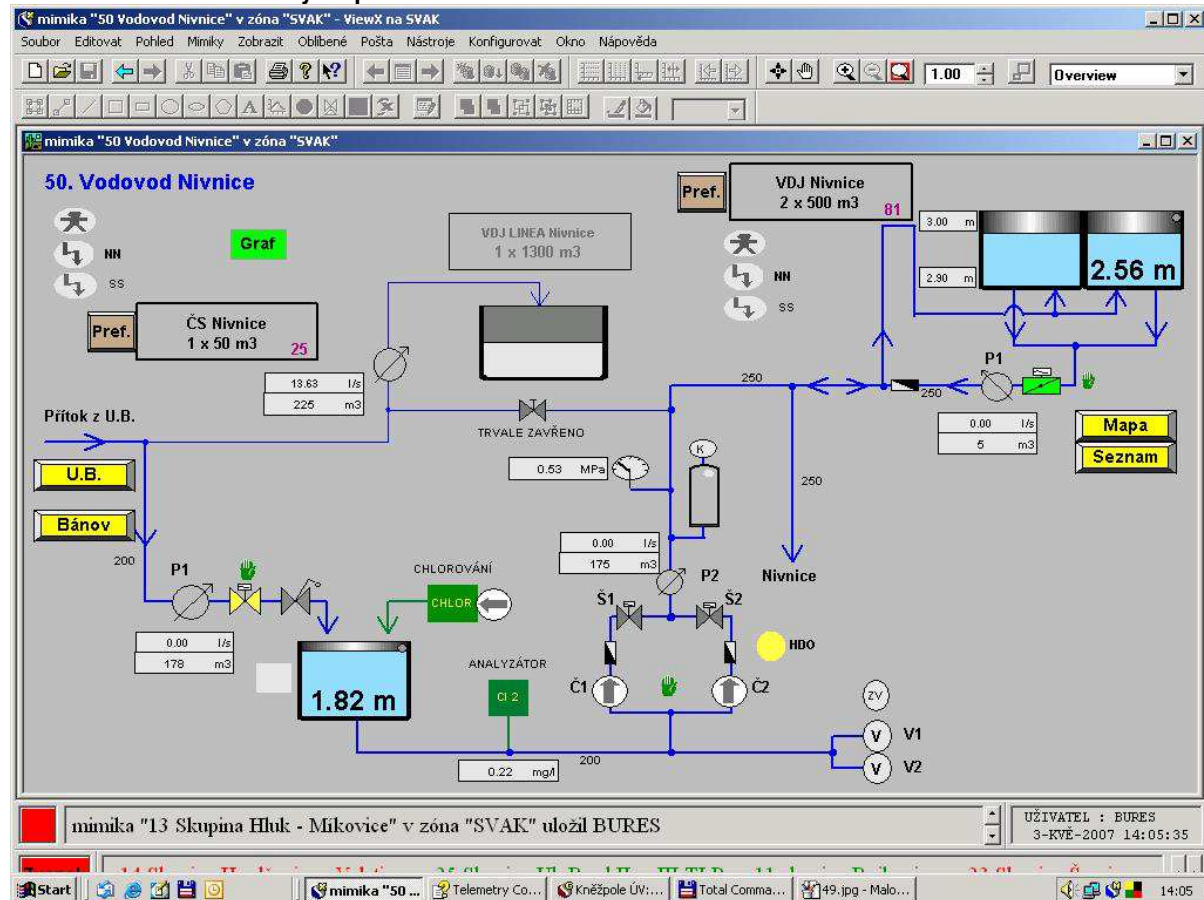 mimika "50 Vodovod Nivnice" v zóna "SVAK" - ViewX na SVAK
Soubor Editovat Pohled Mimiky Zobrazit Oblíbené Pošta Nástroje Konfigurovat Okno Nápověda
1.00 Overview
mimika "50 Vodovod Nivnice" v zóna "SVAK"
50. Vodovod Nivnice
Graf
NN
SS
Pref.
ČS Nivnice
1 x 50 m3
25
VDJ LINEA Nivnice
1 x 1300 m3
Pref.
VDJ Nivnice
2 x 500 m3
81
NN
SS
3.00 m
2.90 m
2.56 m
13.63 l/s
225 m3
Přítok z U.B.
U.B.
Bánov
200
TRVALE ZAVŘENO
0.53 MPa
K
250
250
250
P1
0.00 l/s
5 m3
Mapa
Seznam
P1
0.00 l/s
178 m3
CHLOROVÁNÍ
CHLOR
1.82 m
ANALYZÁTOR
Cl 2
0.22 mg/l
200
0.00 l/s
175 m3
P2
Nivnice
Š1
Š2
HDO
Č1
Č2
ZV
V V1
V V2
mimika "13 Skupina Hluk - Míkovice" v zóna "SVAK" uložil BURES
UŽIVATEL : BURES
3-KVĚ-2007 14:05:35
Start
mimika "50 ...
Telemetry Co...
Kněžpole ÚV:...
Total Comma...
49.jpg - Malo...
14:05